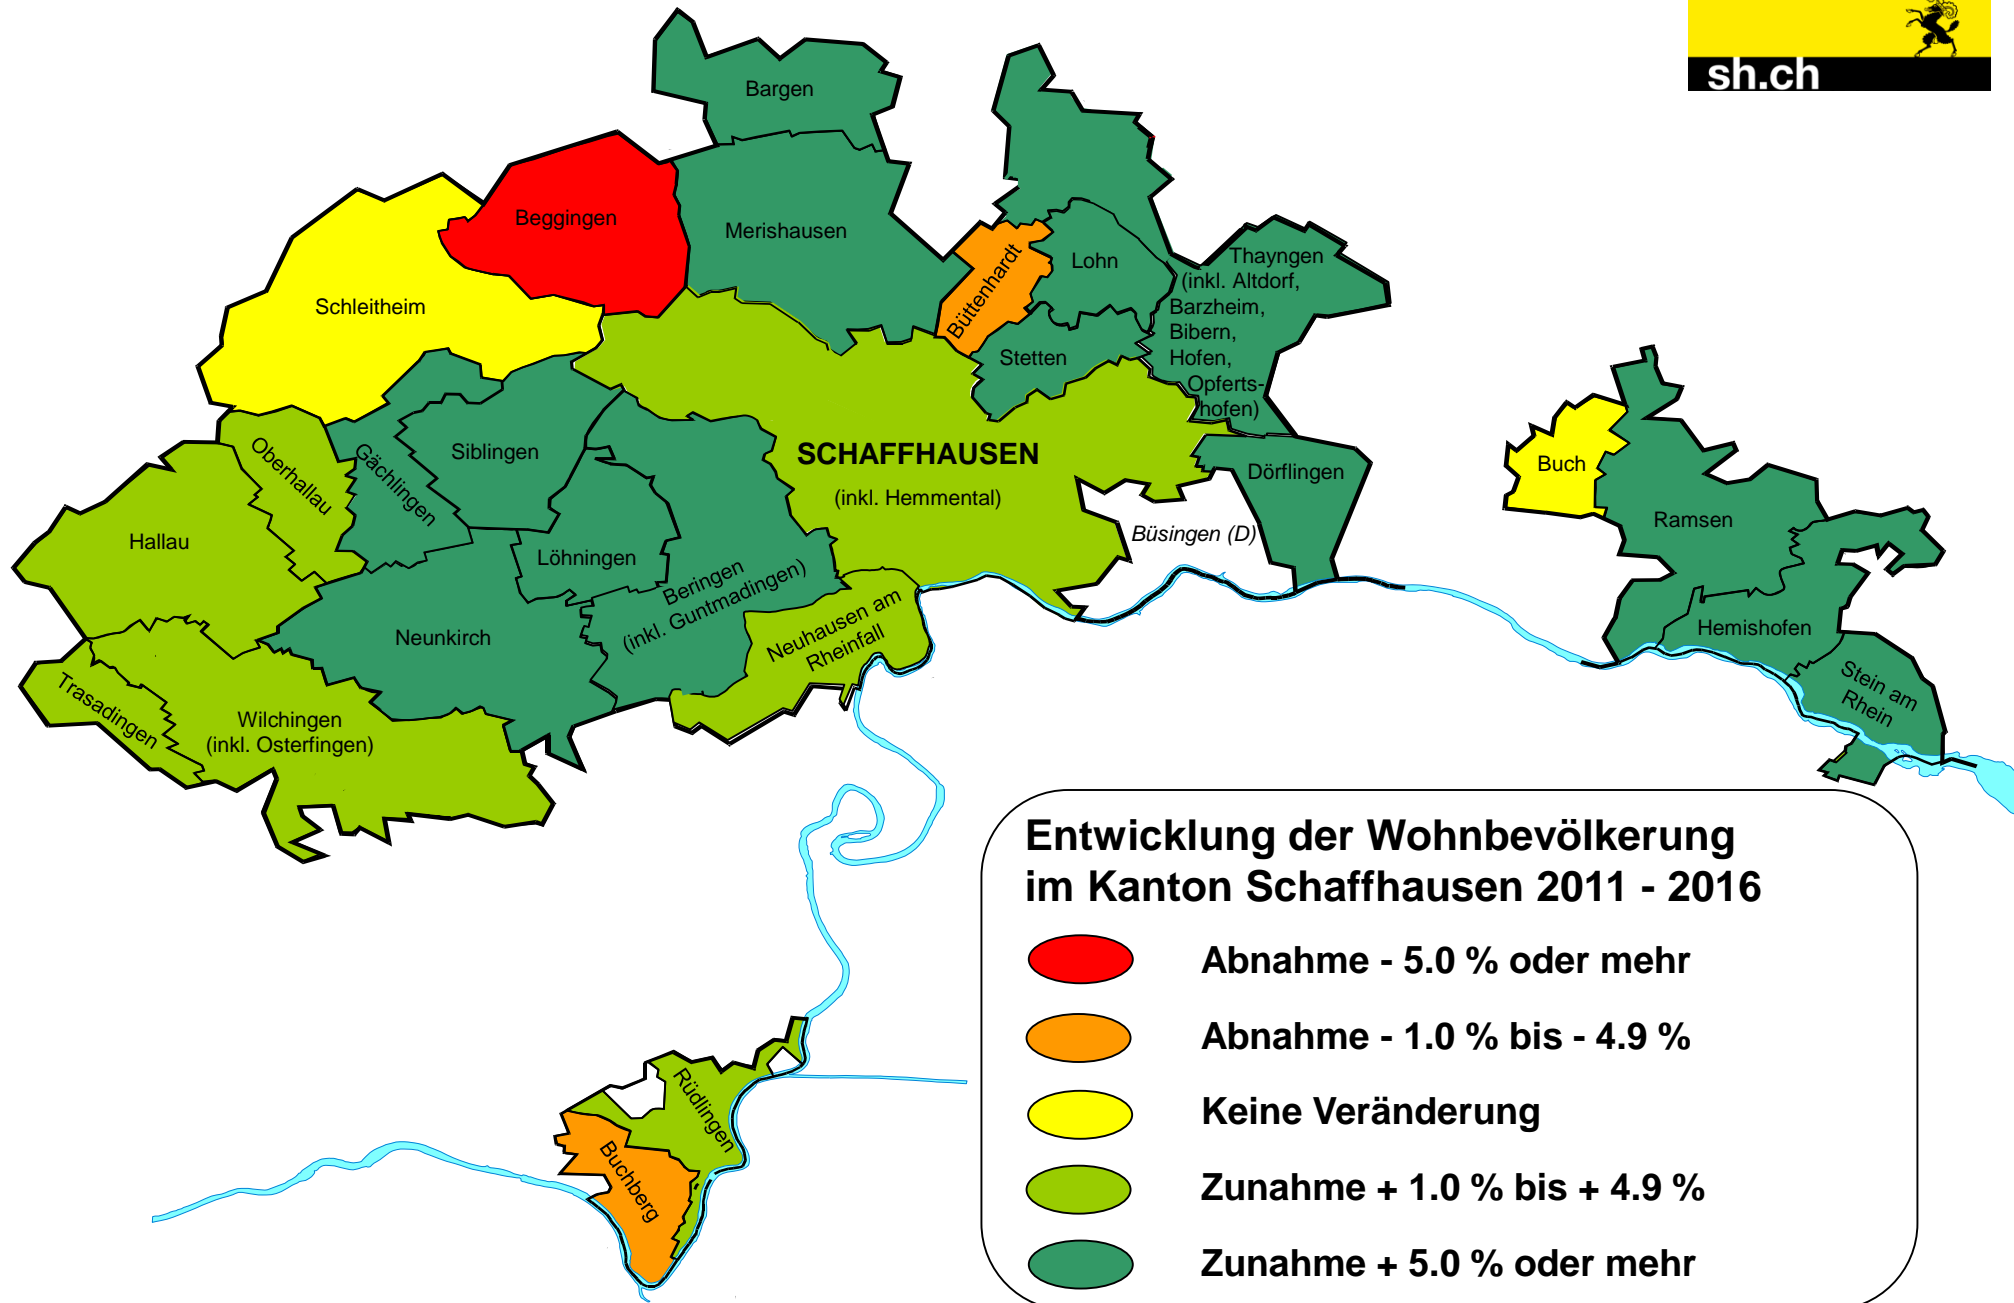 sh.ch
Bargen
Beggingen
Merishausen
Schleitheim
Büttenhardt
Lohn
Thayngen
(inkl. Altdorf,
Barzheim,
Bibern,
Hofen,
Opferts-
hofen)
Stetten
Oberhallau
Gächlingen
Siblingen
SCHAFFHAUSEN
(inkl. Hemmental)
Dörflingen
Buch
Ramsen
Hallau
Löhningen
Beringen
(inkl. Guntmadingen)
Büsingen (D)
Neunkirch
Neuhausen am
Rheinfall
Hemishofen
Stein am
Rhein
Trasadingen
Wilchingen
(inkl. Osterfingen)
Rüdlingen
Buchberg
Entwicklung der Wohnbevölkerung
im Kanton Schaffhausen 2011 - 2016
Abnahme - 5.0 % oder mehr
Abnahme - 1.0 % bis - 4.9 %
Keine Veränderung
Zunahme + 1.0 % bis + 4.9 %
Zunahme + 5.0 % oder mehr